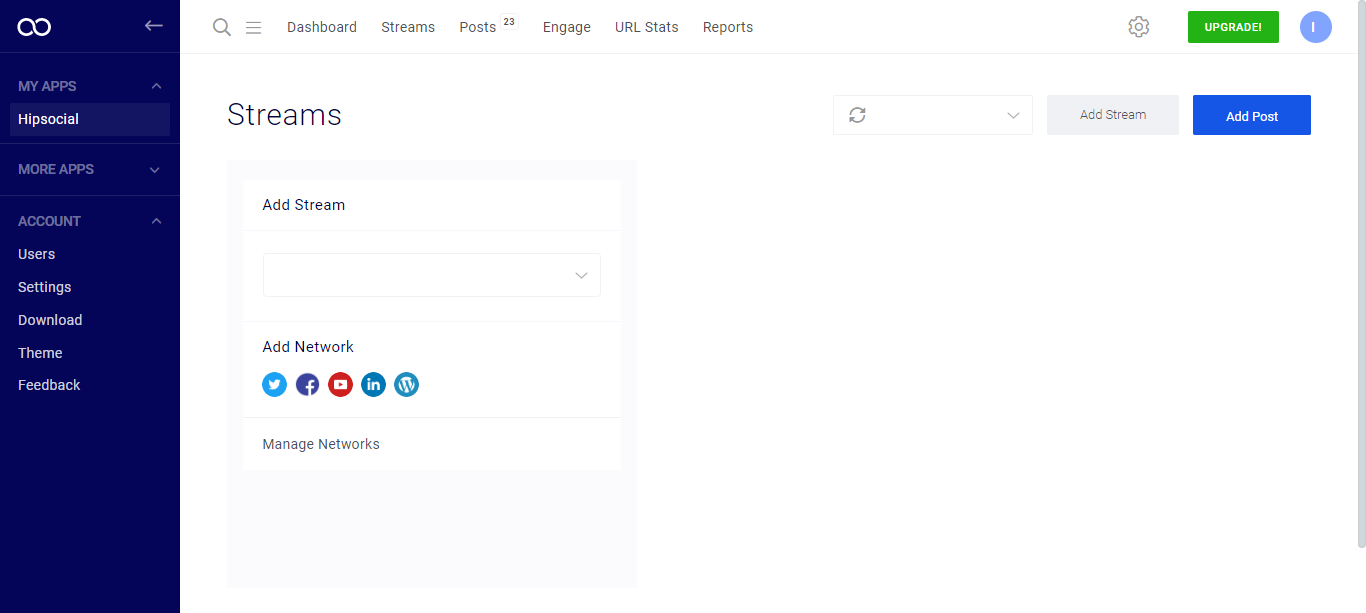 Dashboard
Streams
Posts 23
Engage
URL Stats
Reports
UPGRADE!
I
MY APPS
Hipsocial
MORE APPS
ACCOUNT
Users
Settings
Download
Theme
Feedback
Streams
Add Stream
Add Post
Add Stream
Add Network
in
Manage Networks